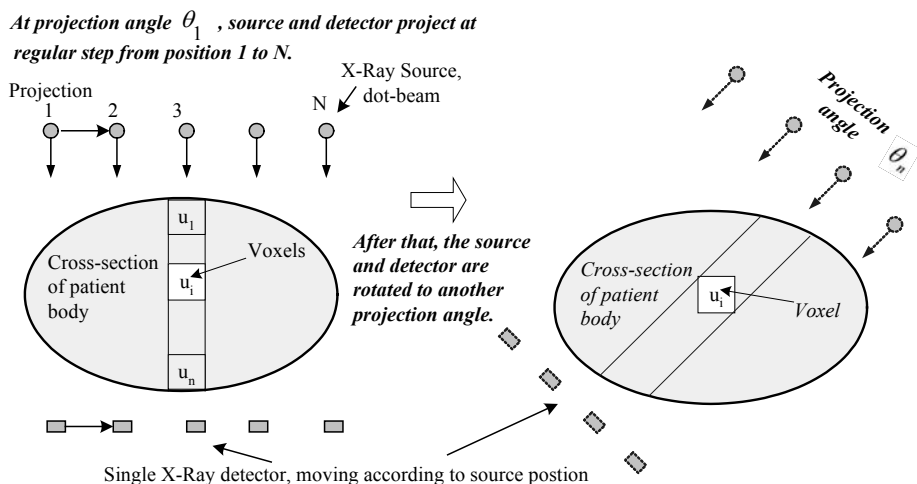 At projection angle θ1 , source and detector project at
regular step from position 1 to N.
X-Ray Source,
dot-beam
Projection
1 2 3 N
Projection
angle
θn
u1
Voxels
ui
Cross-section
of patient
body
un
After that, the source
and detector are
rotated to another
projection angle.
Cross-section
of patient
body
ui
Voxel
Single X-Ray detector, moving according to source postion